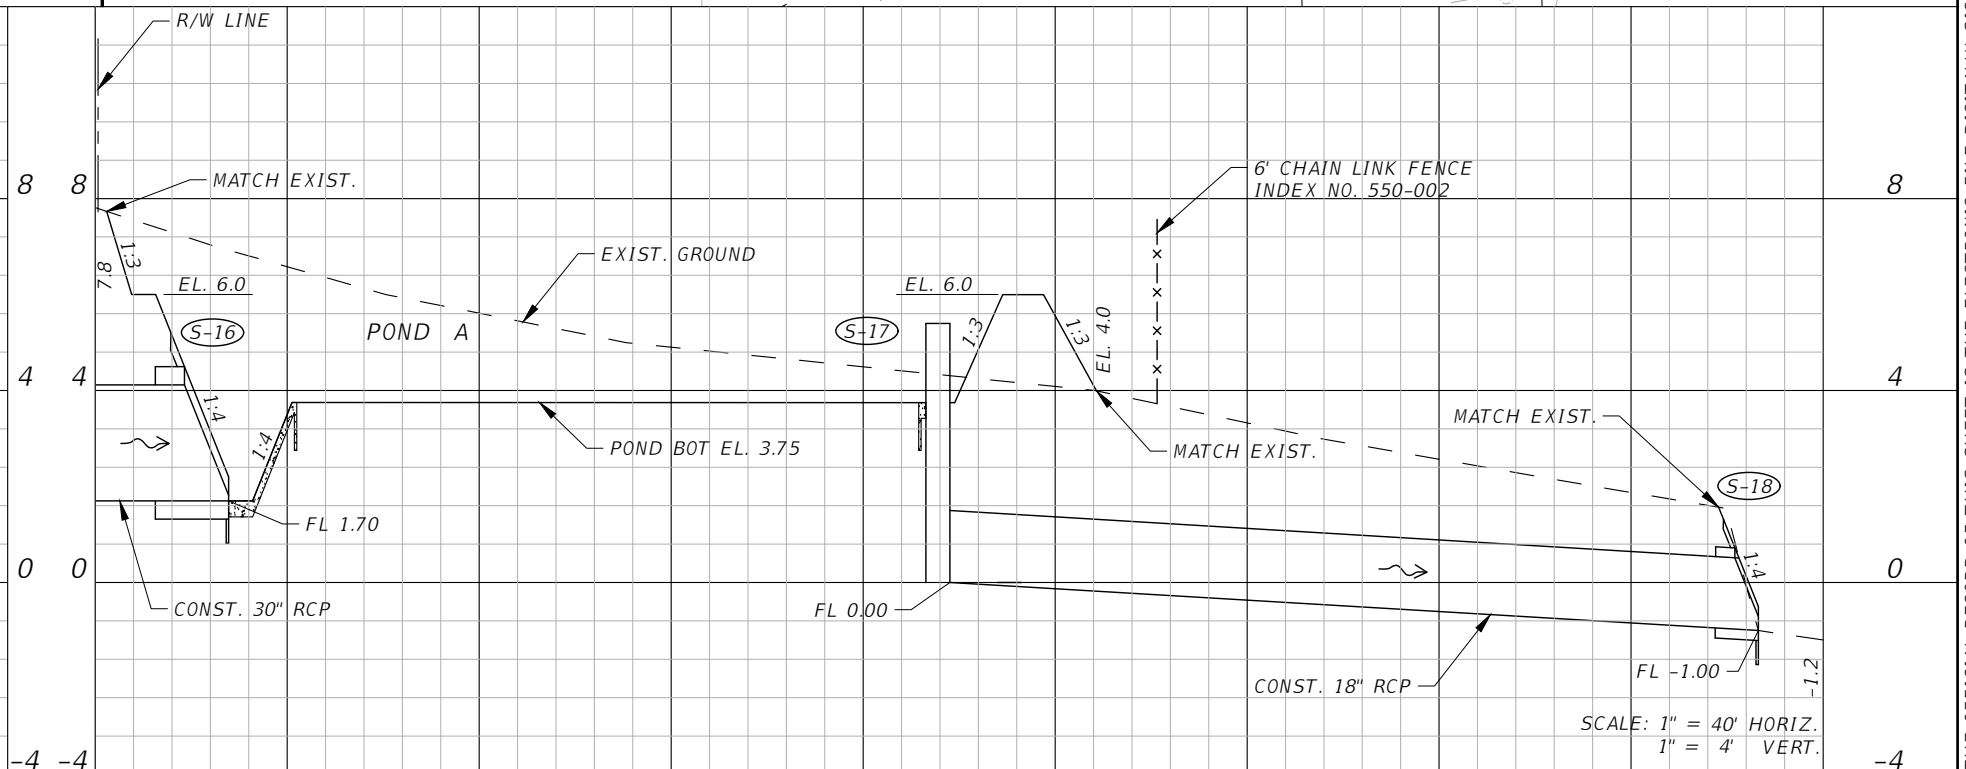 R/W LINE
MATCH EXIST.
6' CHAIN LINK FENCE
INDEX NO. 550-002
8 8
8
1:3
7.8
EL. 6.0
EXIST. GROUND
EL. 6.0
S-16
POND A
S-17
1:3
1:3
EL. 4.0
4 4
4
1:4
1:4
POND BOT EL. 3.75
MATCH EXIST.
MATCH EXIST.
S-18
FL 1.70
0 0
0
1:4
CONST. 30" RCP
FL 0.00
CONST. 18" RCP
FL -1.00
-1.2
SCALE: 1" = 40' HORIZ.
1" = 4' VERT.
-4 -4
-4